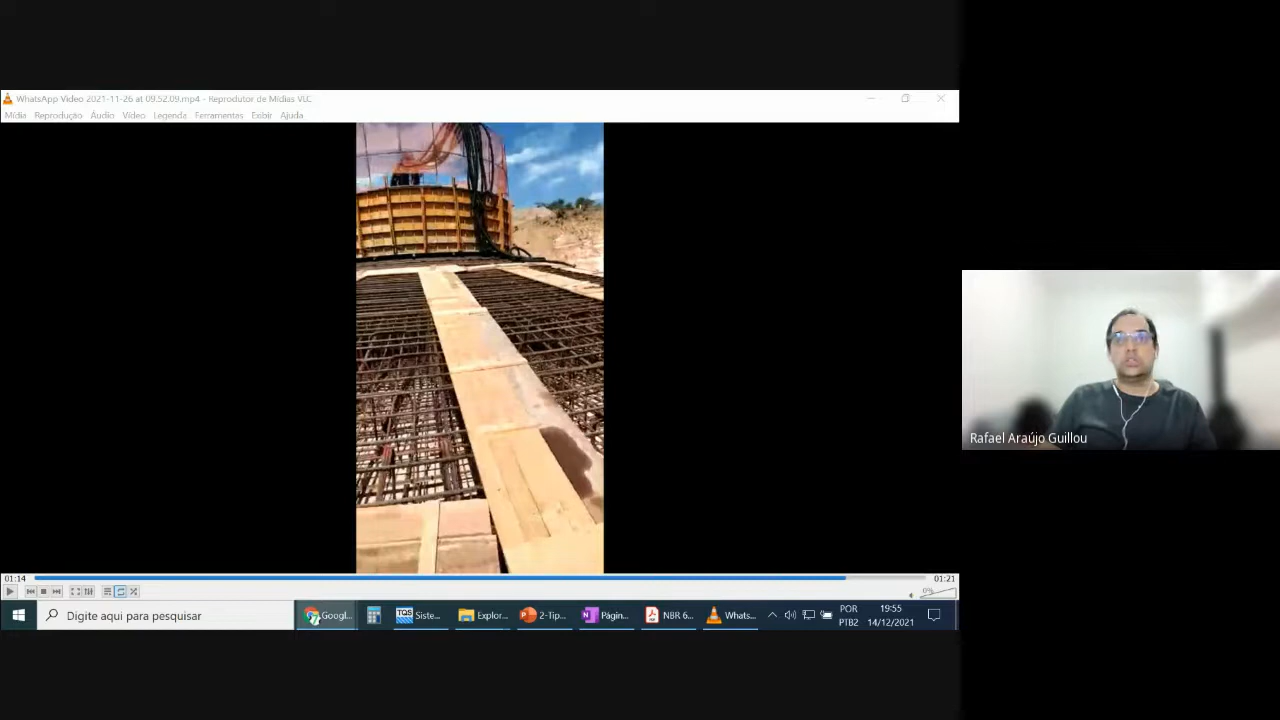 WhatsApp Video 2021-11-26 at 09.52.09.mp4 - Reprodutor de Mídias VLC
Mídia Reprodução Áudio Vídeo Legenda Ferramentas Exibir Ajuda
Rafael Araújo Guillou
01:14
01:21
0%
Digite aqui para pesquisar
Googl...
TQS
Siste...
Explor...
2-Tip...
Págin...
NBR 6...
Whats...
POR
PTB2
19:55
14/12/2021